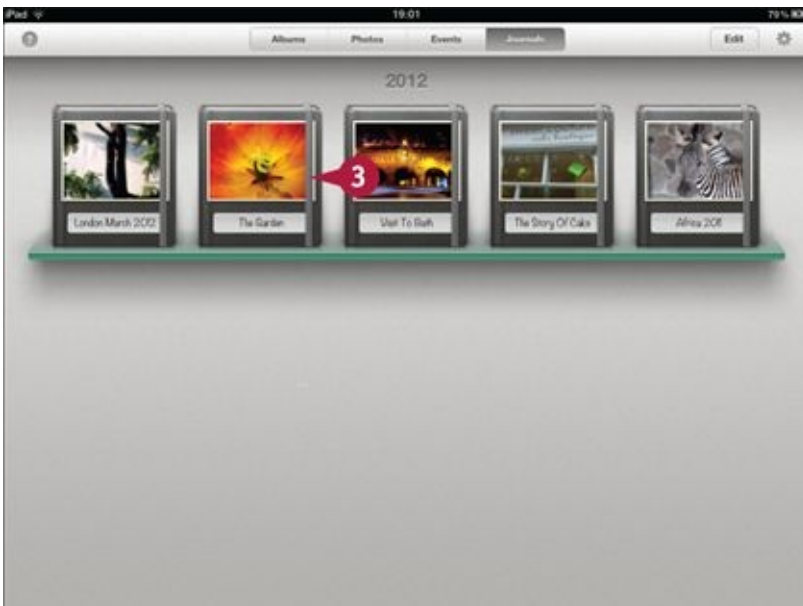 iPad 19:01 79%
? Albums Photos Events Journals Edit
2012
3
London March 2012 The Garden Visit To Bath The Story Of Cake Africa 2011